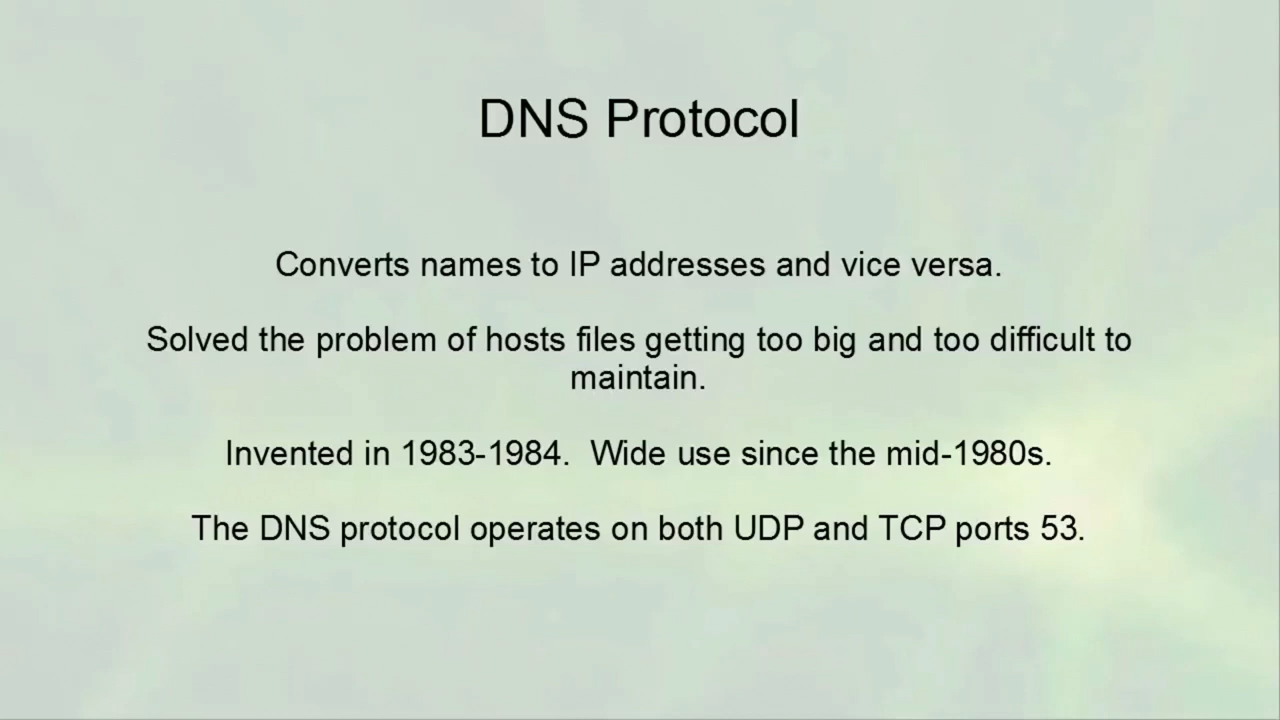 DNS Protocol
Converts names to IP addresses and vice versa.
Solved the problem of hosts files getting too big and too difficult to
maintain.
Invented in 1983-1984.  Wide use since the mid-1980s.
The DNS protocol operates on both UDP and TCP ports 53.